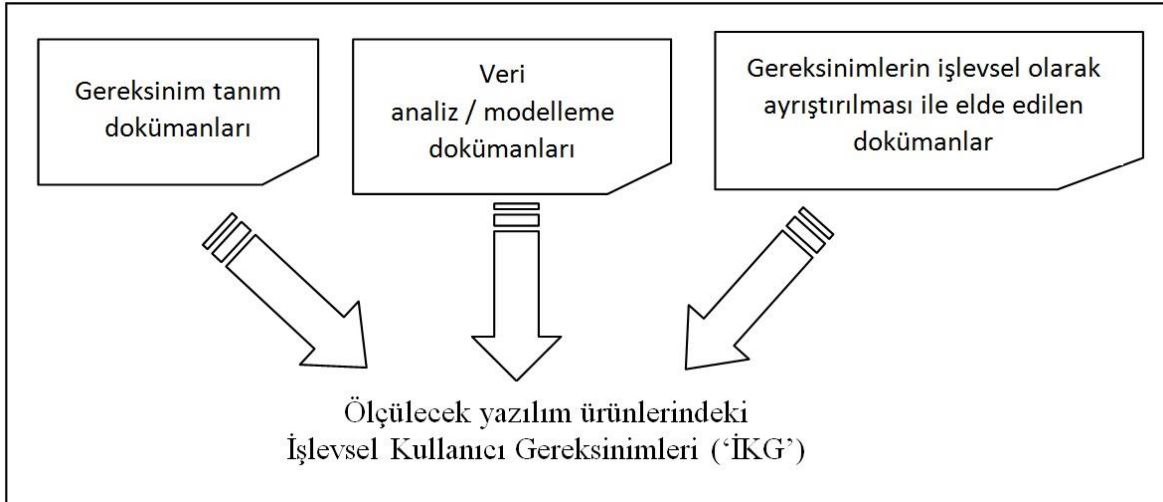 Gereksinim tanım
dokümanları
Veri
analiz / modelleme
dokümanları
Gereksinimlerin işlevsel olarak
ayrıştırılması ile elde edilen
dokümanlar
Ölçülecek yazılım ürünlerindeki
İşlevsel Kullanıcı Gereksinimleri (‘İKG’)